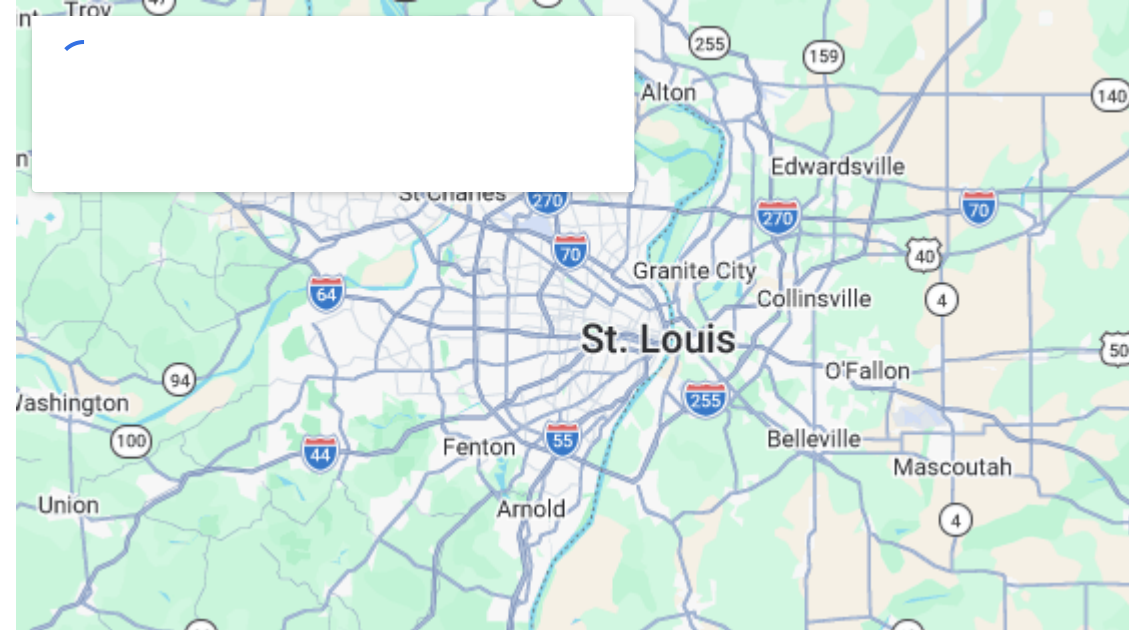 Troy
47
255
159
Alton
140
Edwardsville
St Charles
270
270
70
70
40
Granite City
64
Collinsville
4
St. Louis
50
O'Fallon
94
255
Washington
100
55
Belleville
Fenton
44
Mascoutah
Union
Arnold
4